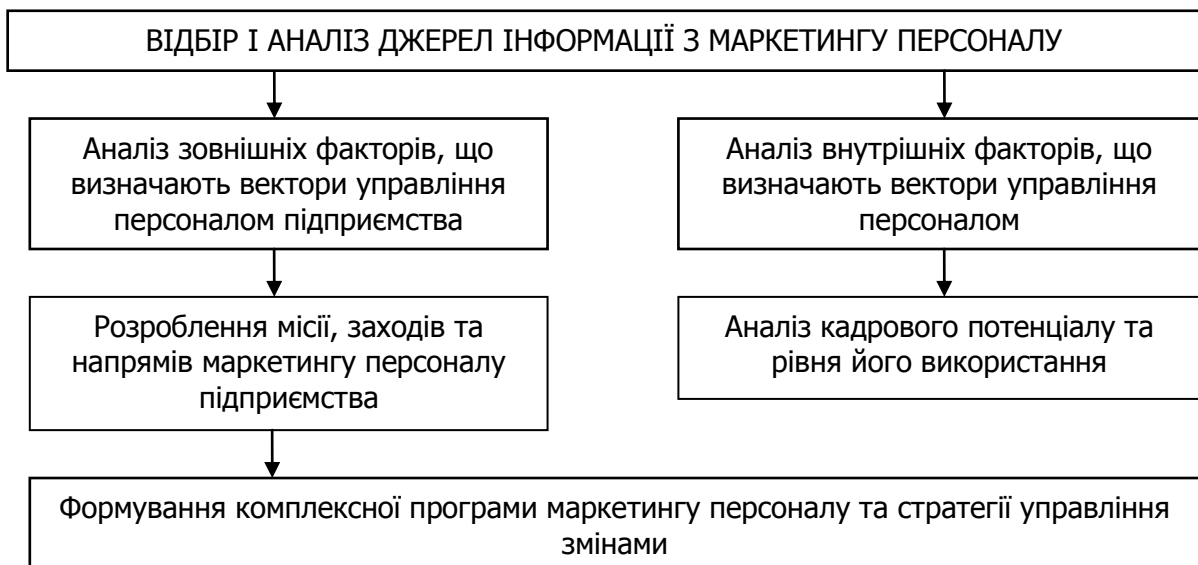 ВІДБІР І АНАЛІЗ ДЖЕРЕЛ ІНФОРМАЦІЇ З МАРКЕТИНГУ ПЕРСОНАЛУ
Аналіз зовнішніх факторів, що
визначають вектори управління
персоналом підприємства
Аналіз внутрішніх факторів, що
визначають вектори управління
персоналом
Розроблення місії, заходів та
напрямів маркетингу персоналу
підприємства
Аналіз кадрового потенціалу та
рівня його використання
Формування комплексної програми маркетингу персоналу та стратегії управління
змінами